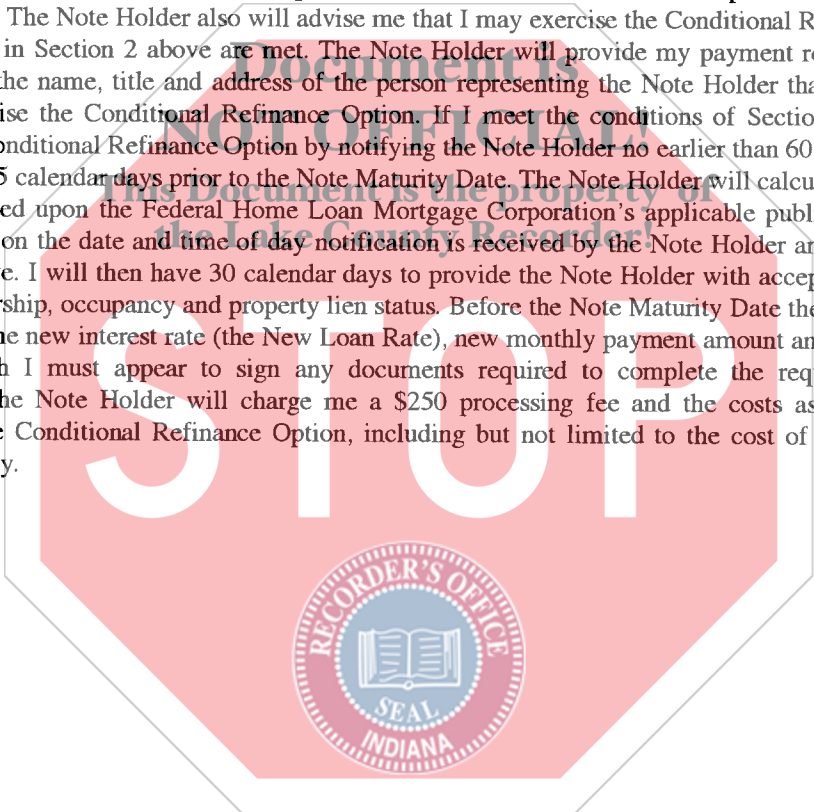 The Note Holder also will advise me that I may exercise the Conditional R
in Section 2 above are met. The Note Holder will provide my payment r
the name, title and address of the person representing the Note Holder tha
ise the Conditional Refinance Option. If I meet the conditions of Sectio
onditional Refinance Option by notifying the Note Holder no earlier than 60
5 calendar days prior to the Note Maturity Date. The Note Holder will calcu
ed upon the Federal Home Loan Mortgage Corporation's applicable publ
on the date and time of day notification is received by the Note Holder an
e. I will then have 30 calendar days to provide the Note Holder with accep
rship, occupancy and property lien status. Before the Note Maturity Date the
e new interest rate (the New Loan Rate), new monthly payment amount an
h I must appear to sign any documents required to complete the req
he Note Holder will charge me a $250 processing fee and the costs as
Conditional Refinance Option, including but not limited to the cost of
y.
Document is
NOT OFFICIAL!
This Document is the property of
the Lake County Recorder!
STOP
RECORDER'S OFFICE
SEAL
INDIANA